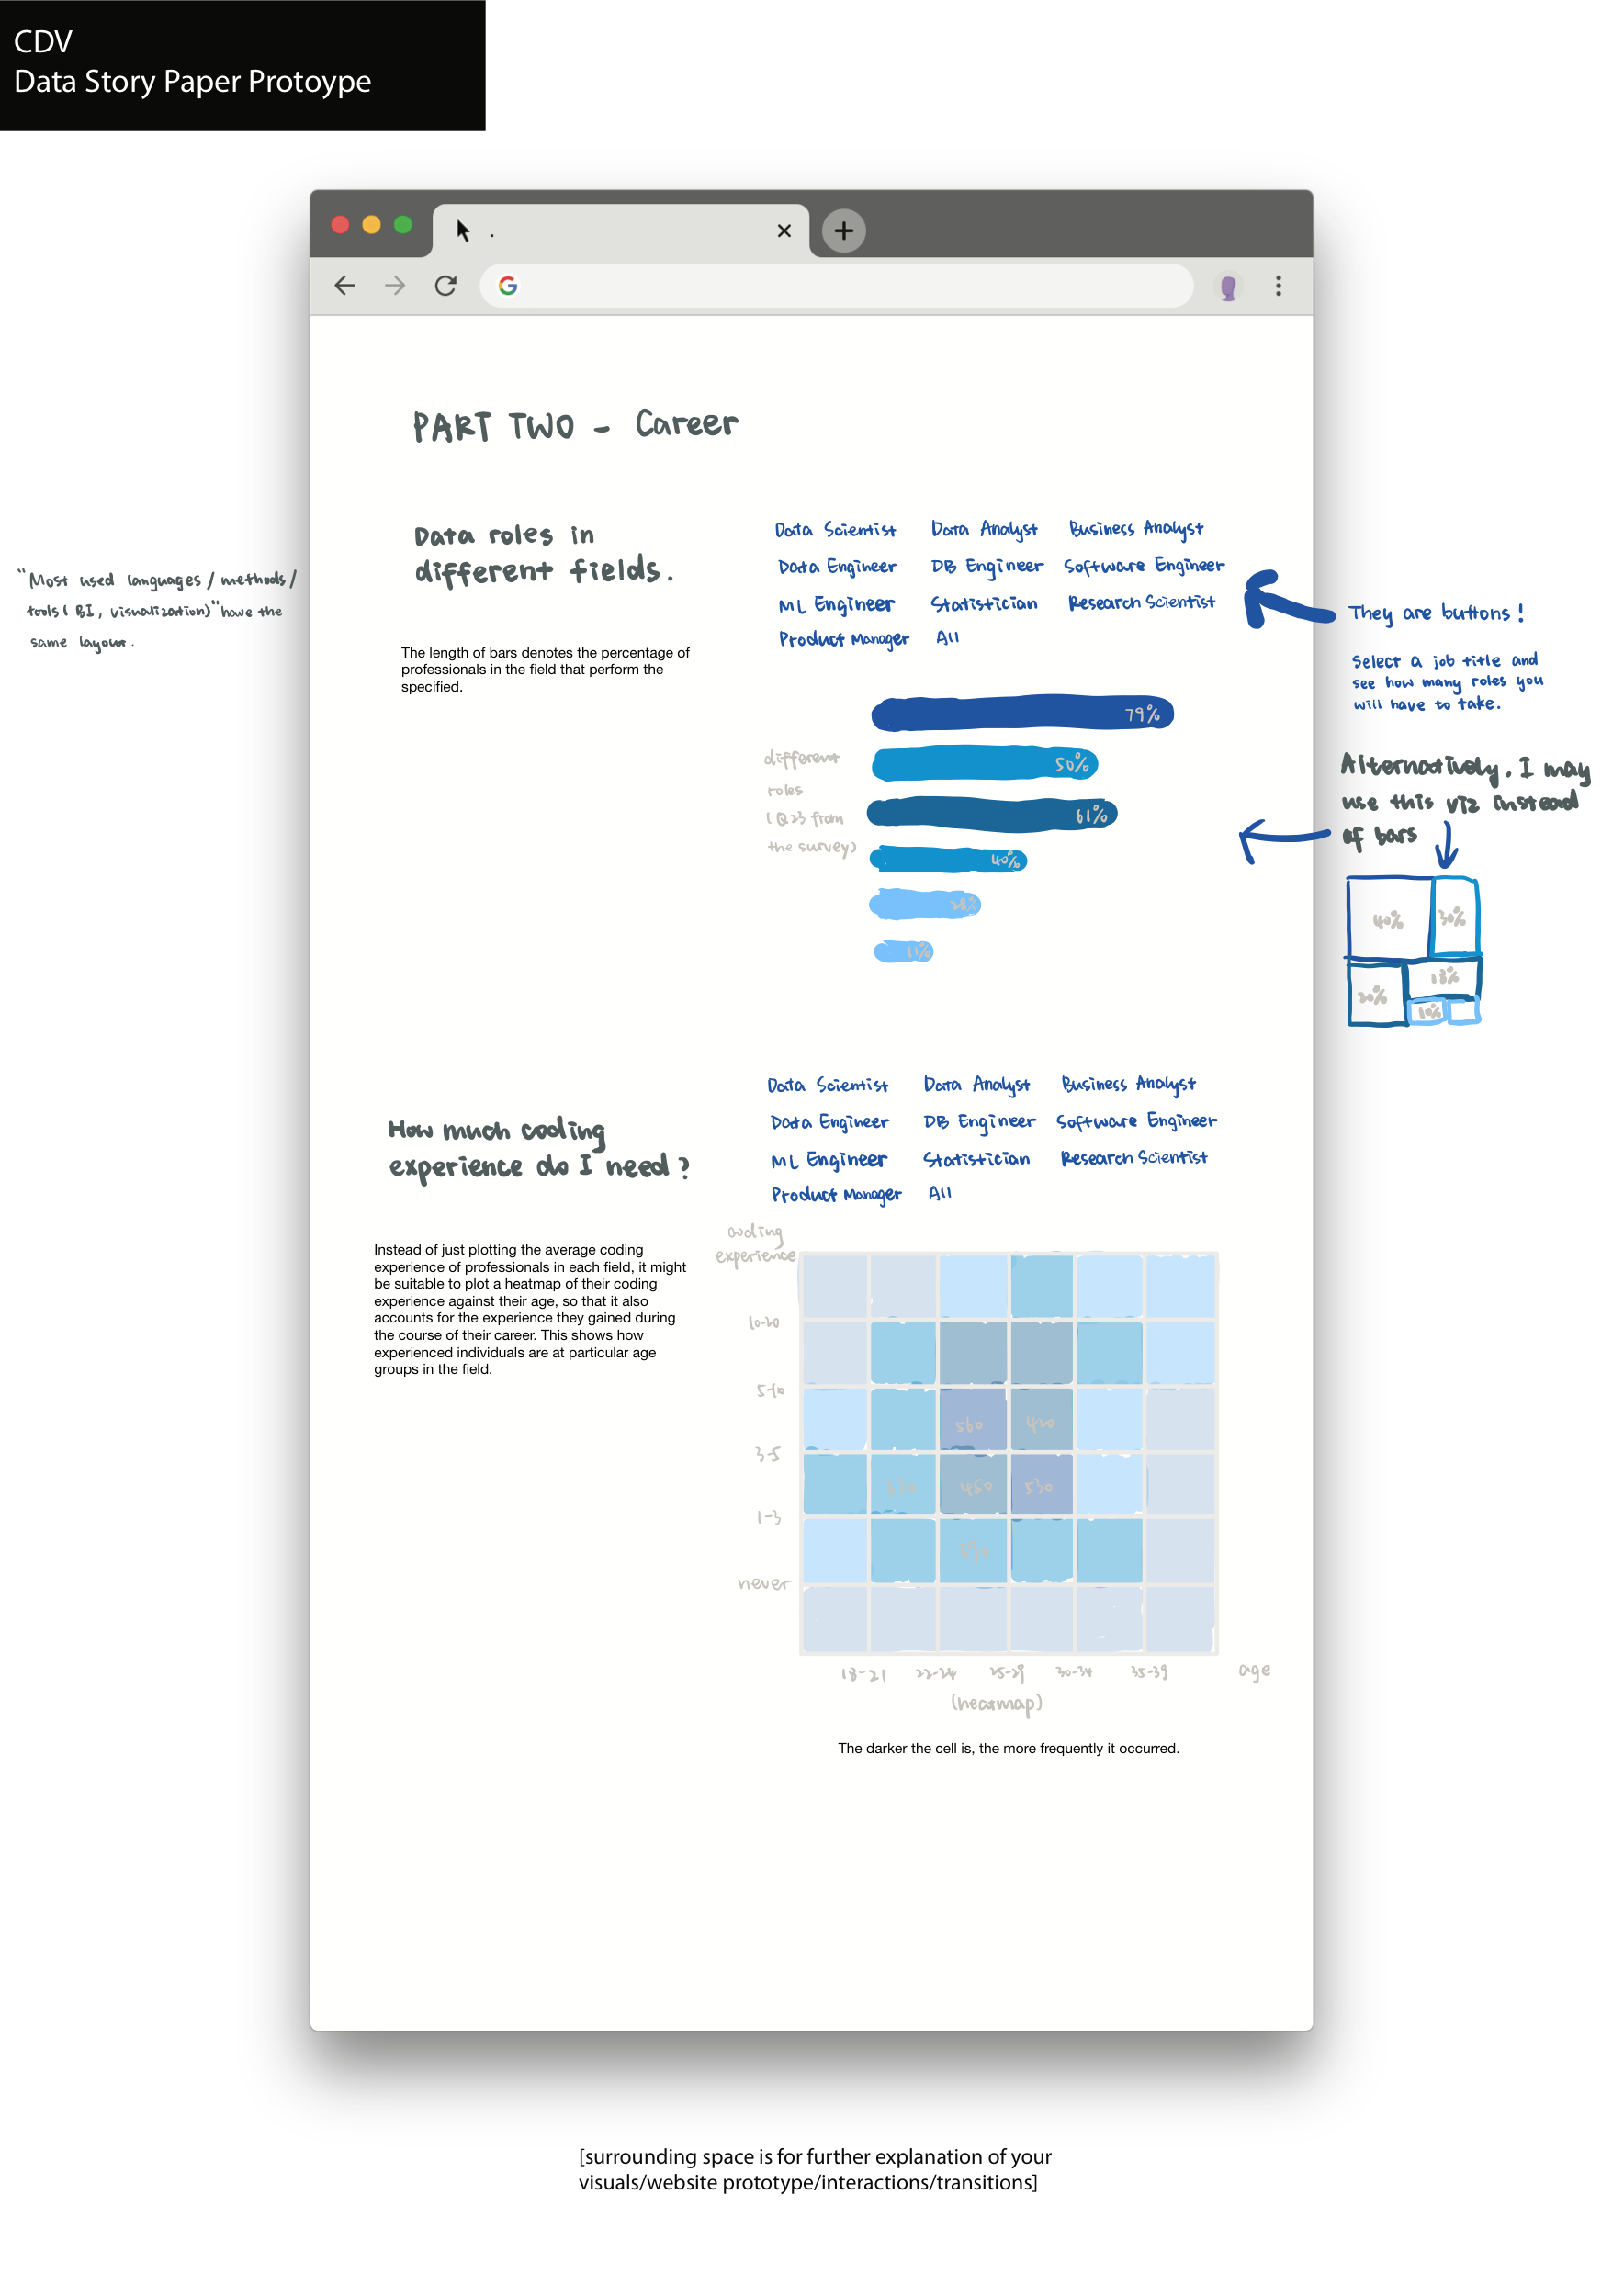 CDV
Data Story Paper Protoype
PART TWO - Career
Data roles in
different fields.
The length of bars denotes the percentage of
professionals in the field that perform the
specified.
"Most used languages / methods /
tools ( BI, visualization)" have the
same layour.
Data Scientist Data Analyst Business Analyst
Data Engineer DB Engineer Software Engineer
ML Engineer Statistician Research Scientist
Product Manager All
They are buttons!
Select a job title and
see how many roles you
will have to take.
79%
50%
61%
40%
28%
11%
different
roles
( Q23 from
the survey)
Alternatively, I may
use this viz instead
of bars
40% 30%
20% 18%
10%
How much coding
experience do I need?
Instead of just plotting the average coding
experience of professionals in each field, it might
be suitable to plot a heatmap of their coding
experience against their age, so that it also
accounts for the experience they gained during
the course of their career. This shows how
experienced individuals are at particular age
groups in the field.
Data Scientist Data Analyst Business Analyst
Data Engineer DB Engineer Software Engineer
ML Engineer Statistician Research Scientist
Product Manager All
coding
experience
10-20
5-10
3-5
1-3
never
560 420
450 530
18-21 22-24 25-29 30-34 35-39 age
(heatmap)
The darker the cell is, the more frequently it occurred.
[surrounding space is for further explanation of your
visuals/website prototype/interactions/transitions]